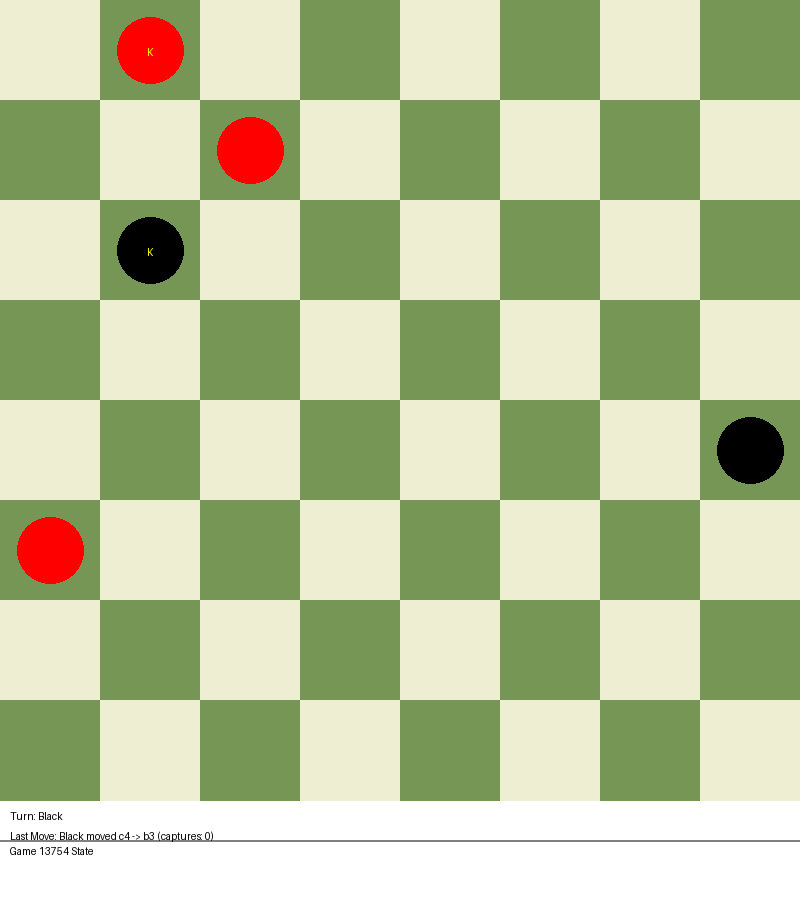 K
K
Turn: Black
Last Move: Black moved c4 -> b3 (captures: 0)
Game 13754 State